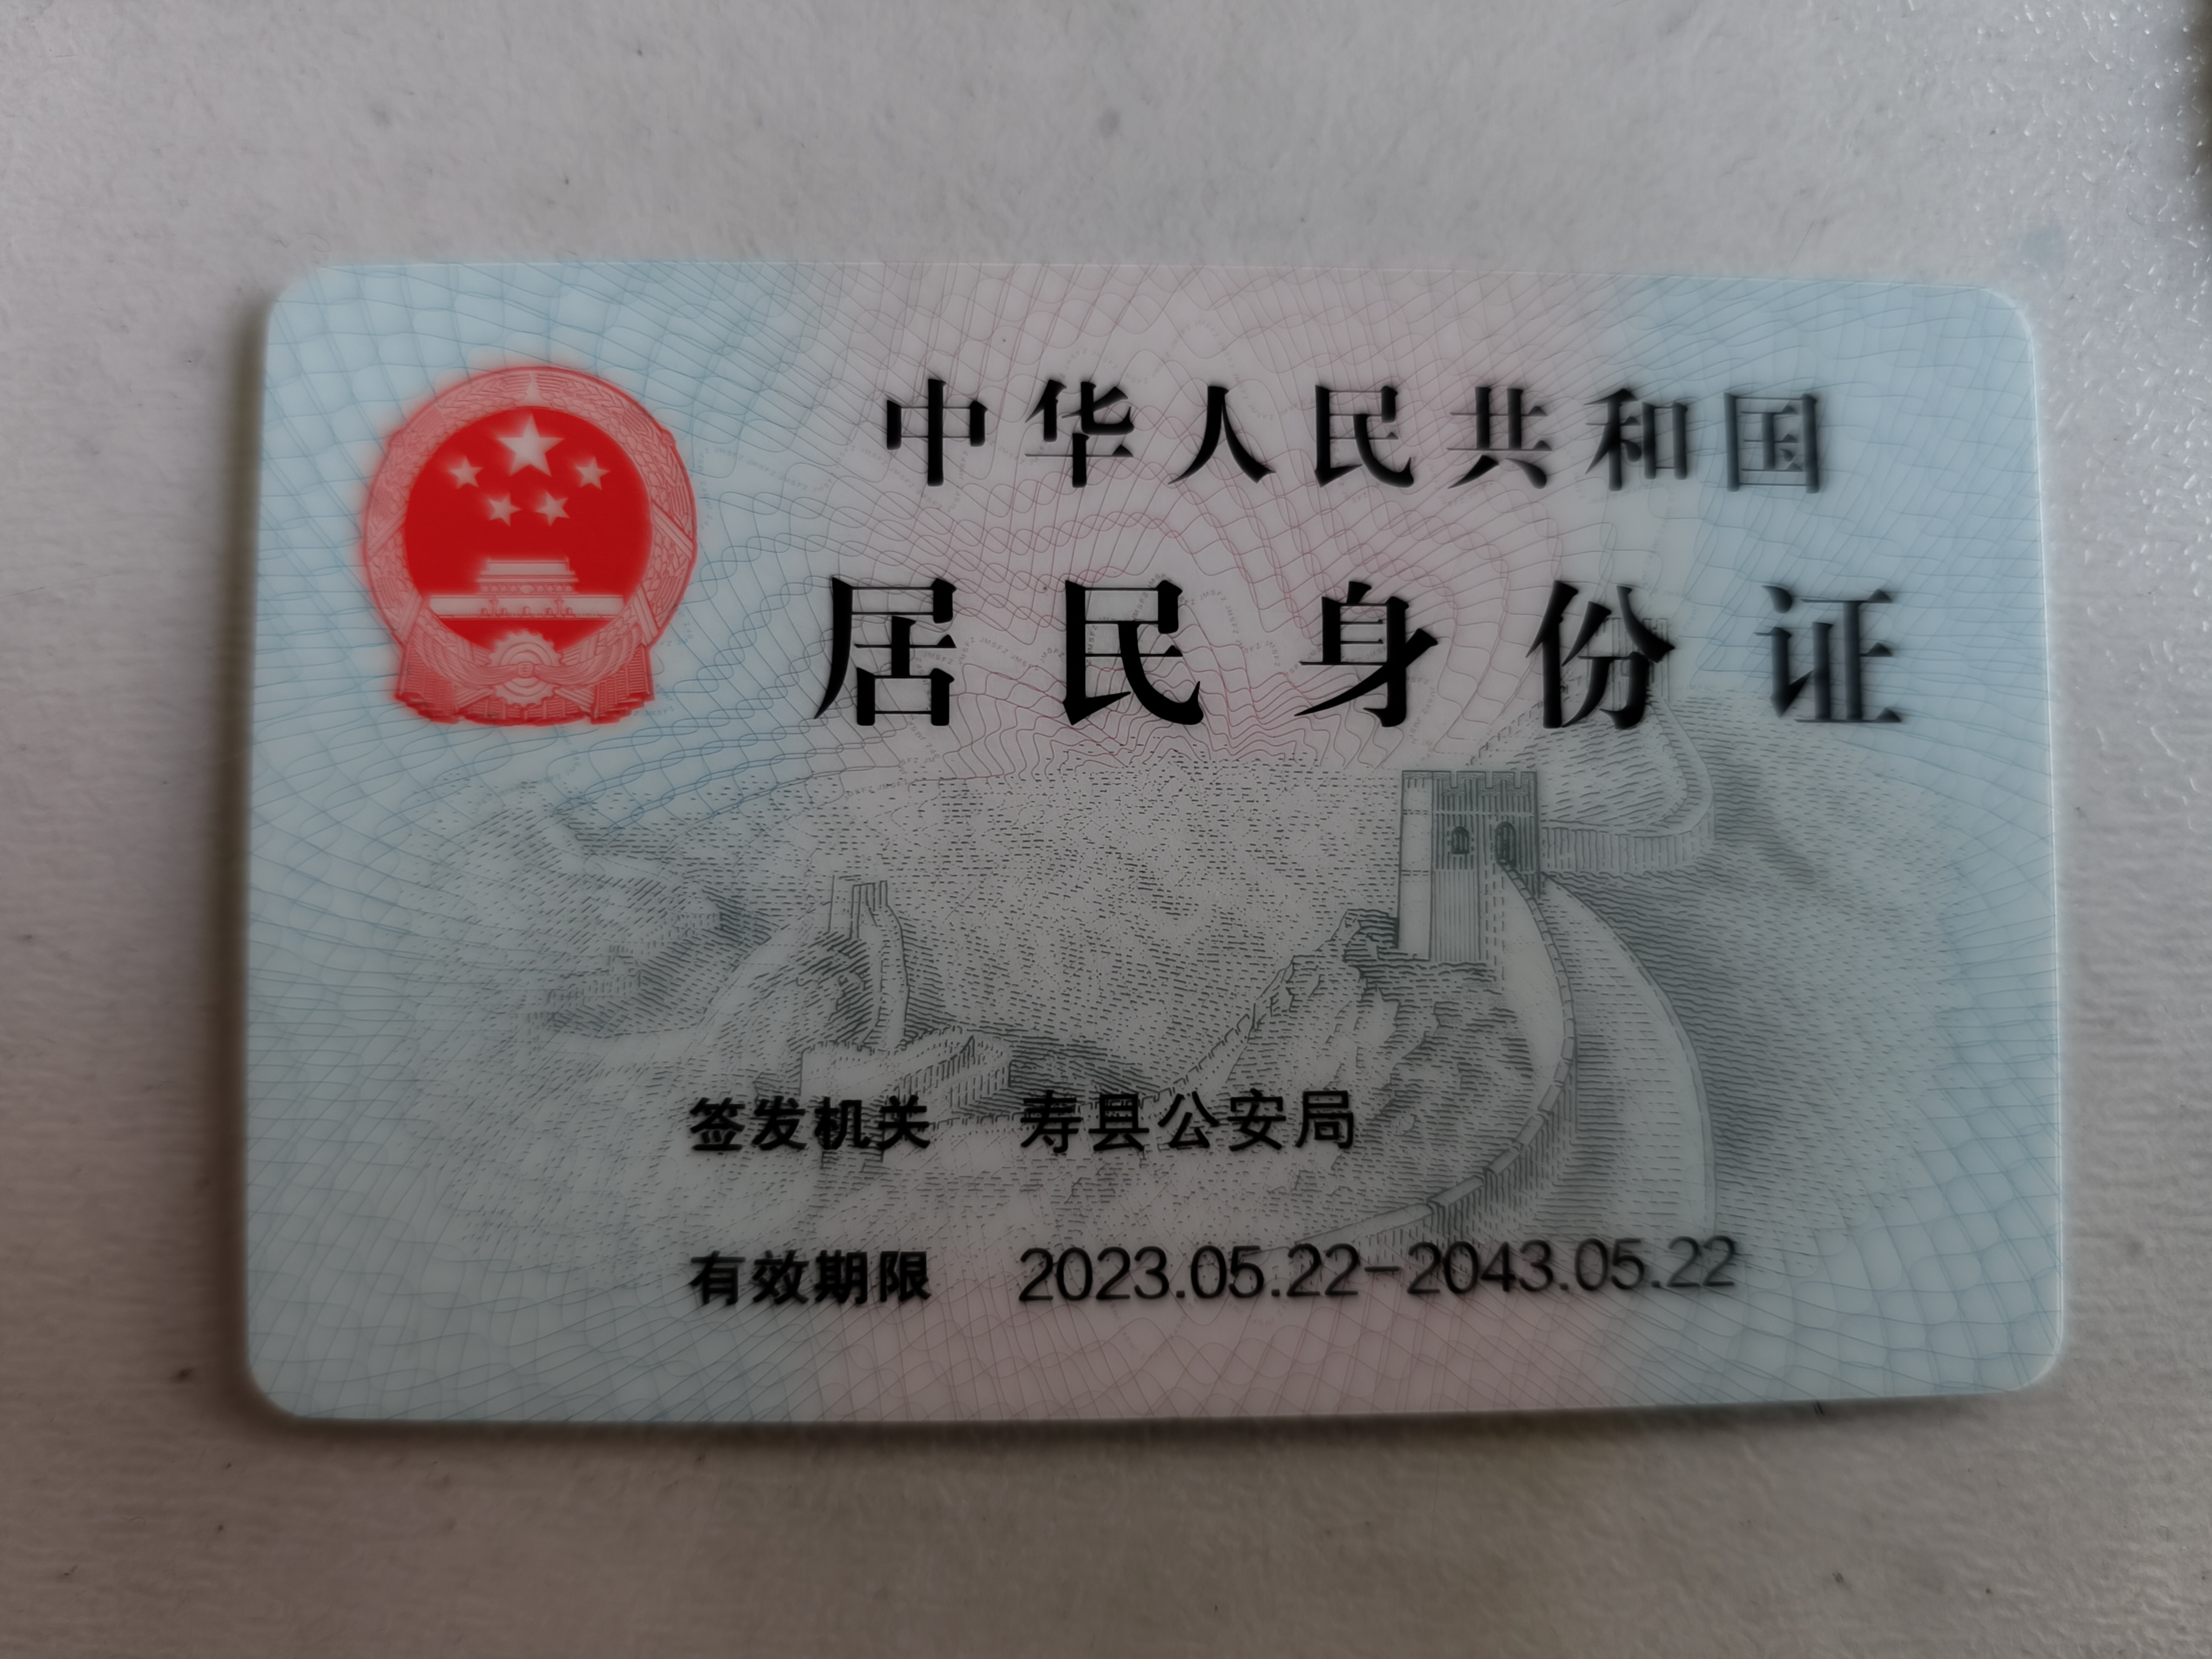 中华人民共和国
居民身份证
签发机关 寿县公安局
有效期限 2023.05.22-2043.05.22